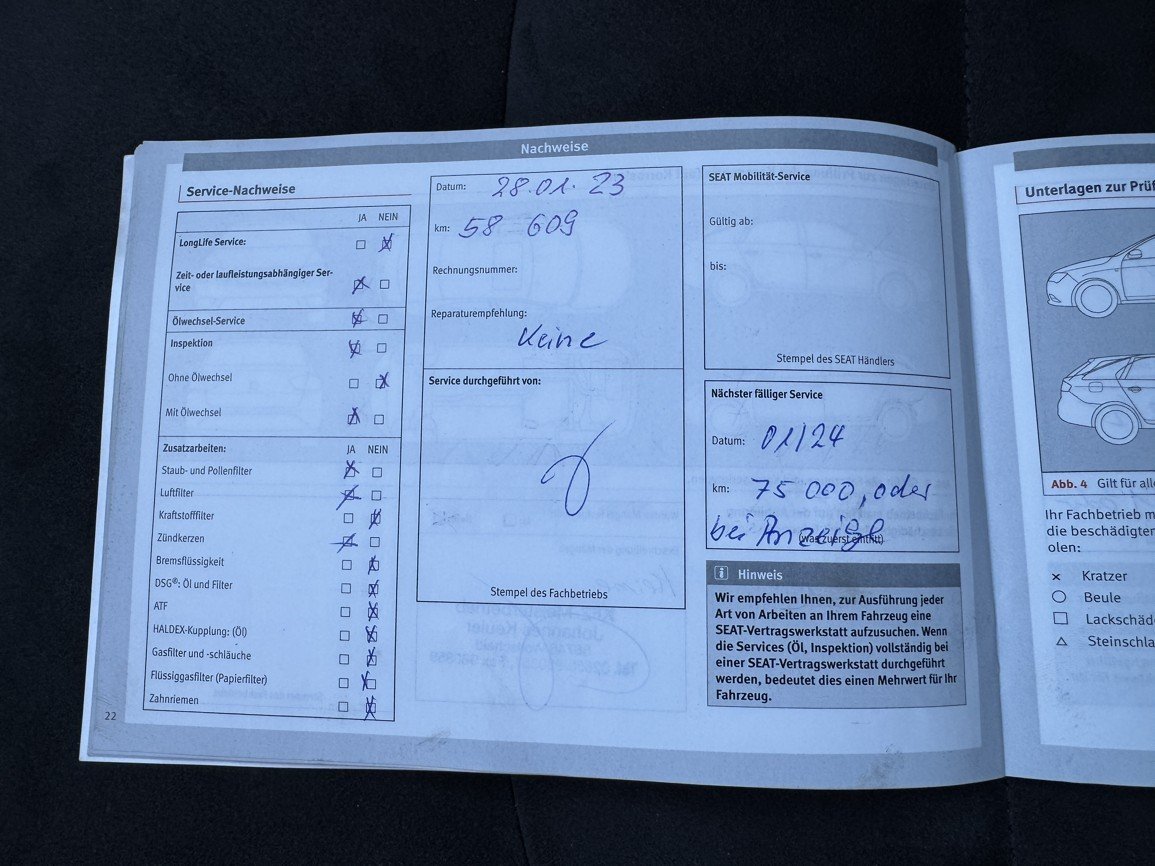 Nachweise
Service-Nachweise
JA NEIN
LongLife Service:
Zeit- oder laufleistungsabhängiger Ser-
vice
Ölwechsel-Service
Inspektion
Ohne Ölwechsel
Mit Ölwechsel
Zusatzarbeiten: JA NEIN
Staub- und Pollenfilter
Luftfilter
Kraftstofffilter
Zündkerzen
Bremsflüssigkeit
DSG®: Öl und Filter
ATF
HALDEX-Kupplung: (Öl)
Gasfilter und -schläuche
Flüssiggasfilter (Papierfilter)
Zahnriemen
22
Datum: 28.01.23
km: 58 609
Rechnungsnummer:
Reparaturempfehlung:
Keine
Service durchgeführt von:
Stempel des Fachbetriebs
SEAT Mobilität-Service
Gültig ab:
bis:
Stempel des SEAT Händlers
Nächster fälliger Service
Datum: 01/24
km: 75 000, oder
bei Anzeige
(was zuerst eintritt)
Hinweis
Wir empfehlen Ihnen, zur Ausführung jeder
Art von Arbeiten an Ihrem Fahrzeug eine
SEAT-Vertragswerkstatt aufzusuchen. Wenn
die Services (Öl, Inspektion) vollständig bei
einer SEAT-Vertragswerkstatt durchgeführt
werden, bedeutet dies einen Mehrwert für Ihr
Fahrzeug.
Unterlagen zur Prüf
Abb. 4 Gilt für alle
Ihr Fachbetrieb m
die beschädigten
olen:
Kratzer
Beule
Lackschäd
Steinschla